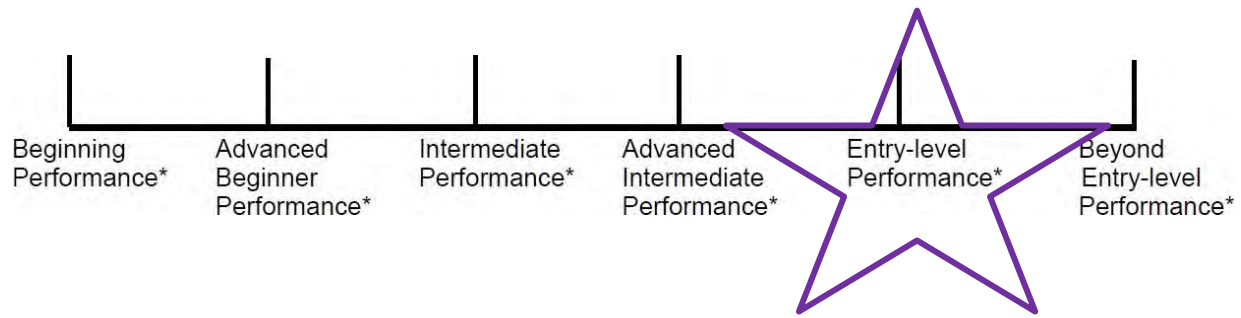 Beginning
Performance*
Advanced
Beginner
Performance*
Intermediate
Performance*
Advanced
Intermediate
Performance*
Entry-level
Performance*
Beyond
Entry-level
Performance*